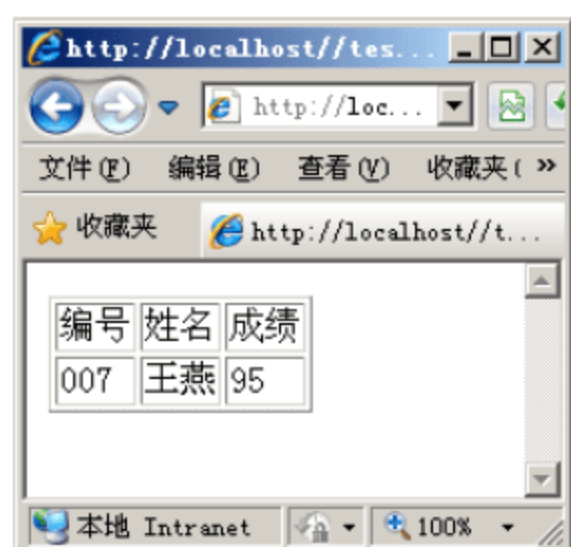 http://localhost//tes...
http://loc...
文件(F) 编辑(E) 查看(V) 收藏夹( »
收藏夹 http://localhost//t...
编号 姓名 成绩
007 王燕 95
本地 Intranet 100%